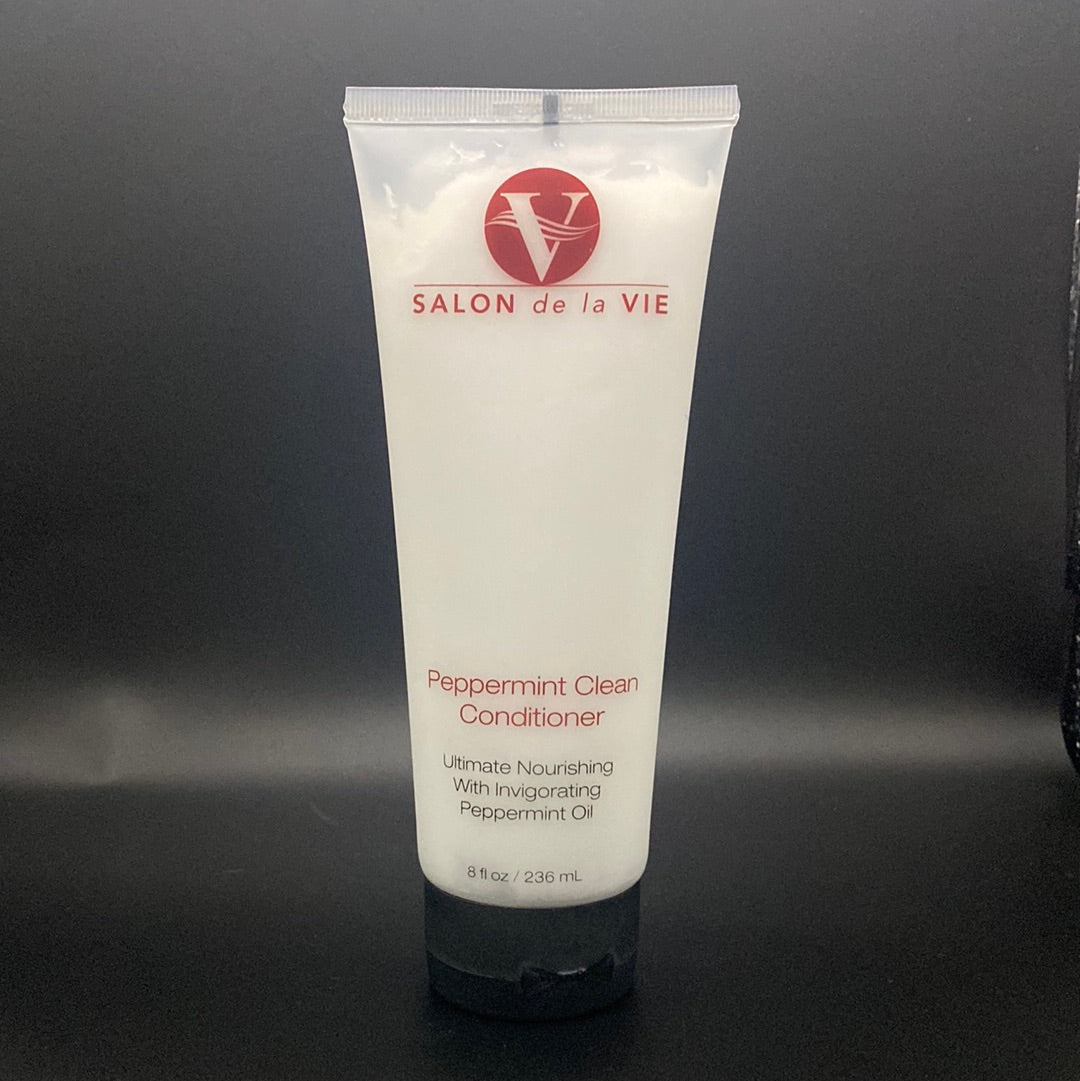 V
SALON de la VIE
Peppermint Clean
Conditioner
Ultimate Nourishing
With Invigorating
Peppermint Oil
8 fl oz / 236 mL